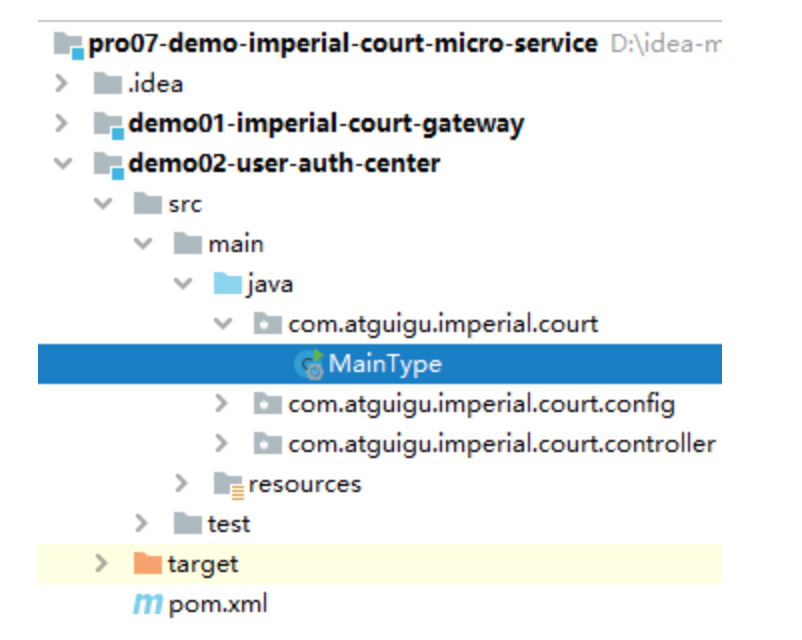 pro07-demo-imperial-court-micro-service D:\idea-m
.idea
demo01-imperial-court-gateway
demo02-user-auth-center
src
main
java
com.atguigu.imperial.court
MainType
com.atguigu.imperial.court.config
com.atguigu.imperial.court.controller
resources
test
target
pom.xml